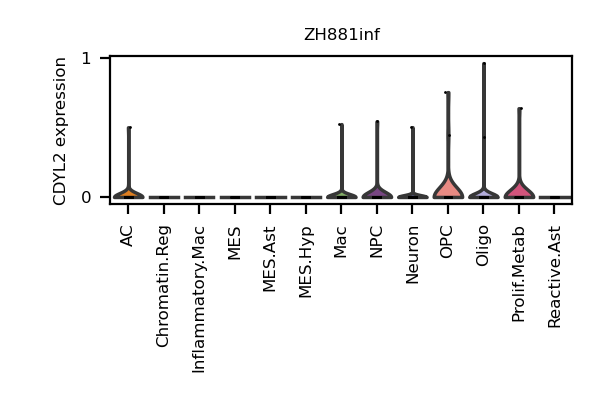 ZH881inf
CDYL2 expression
1
0
AC
Chromatin.Reg
Inflammatory.Mac
MES
MES.Ast
MES.Hyp
Mac
NPC
Neuron
OPC
Oligo
Prolif.Metab
Reactive.Ast